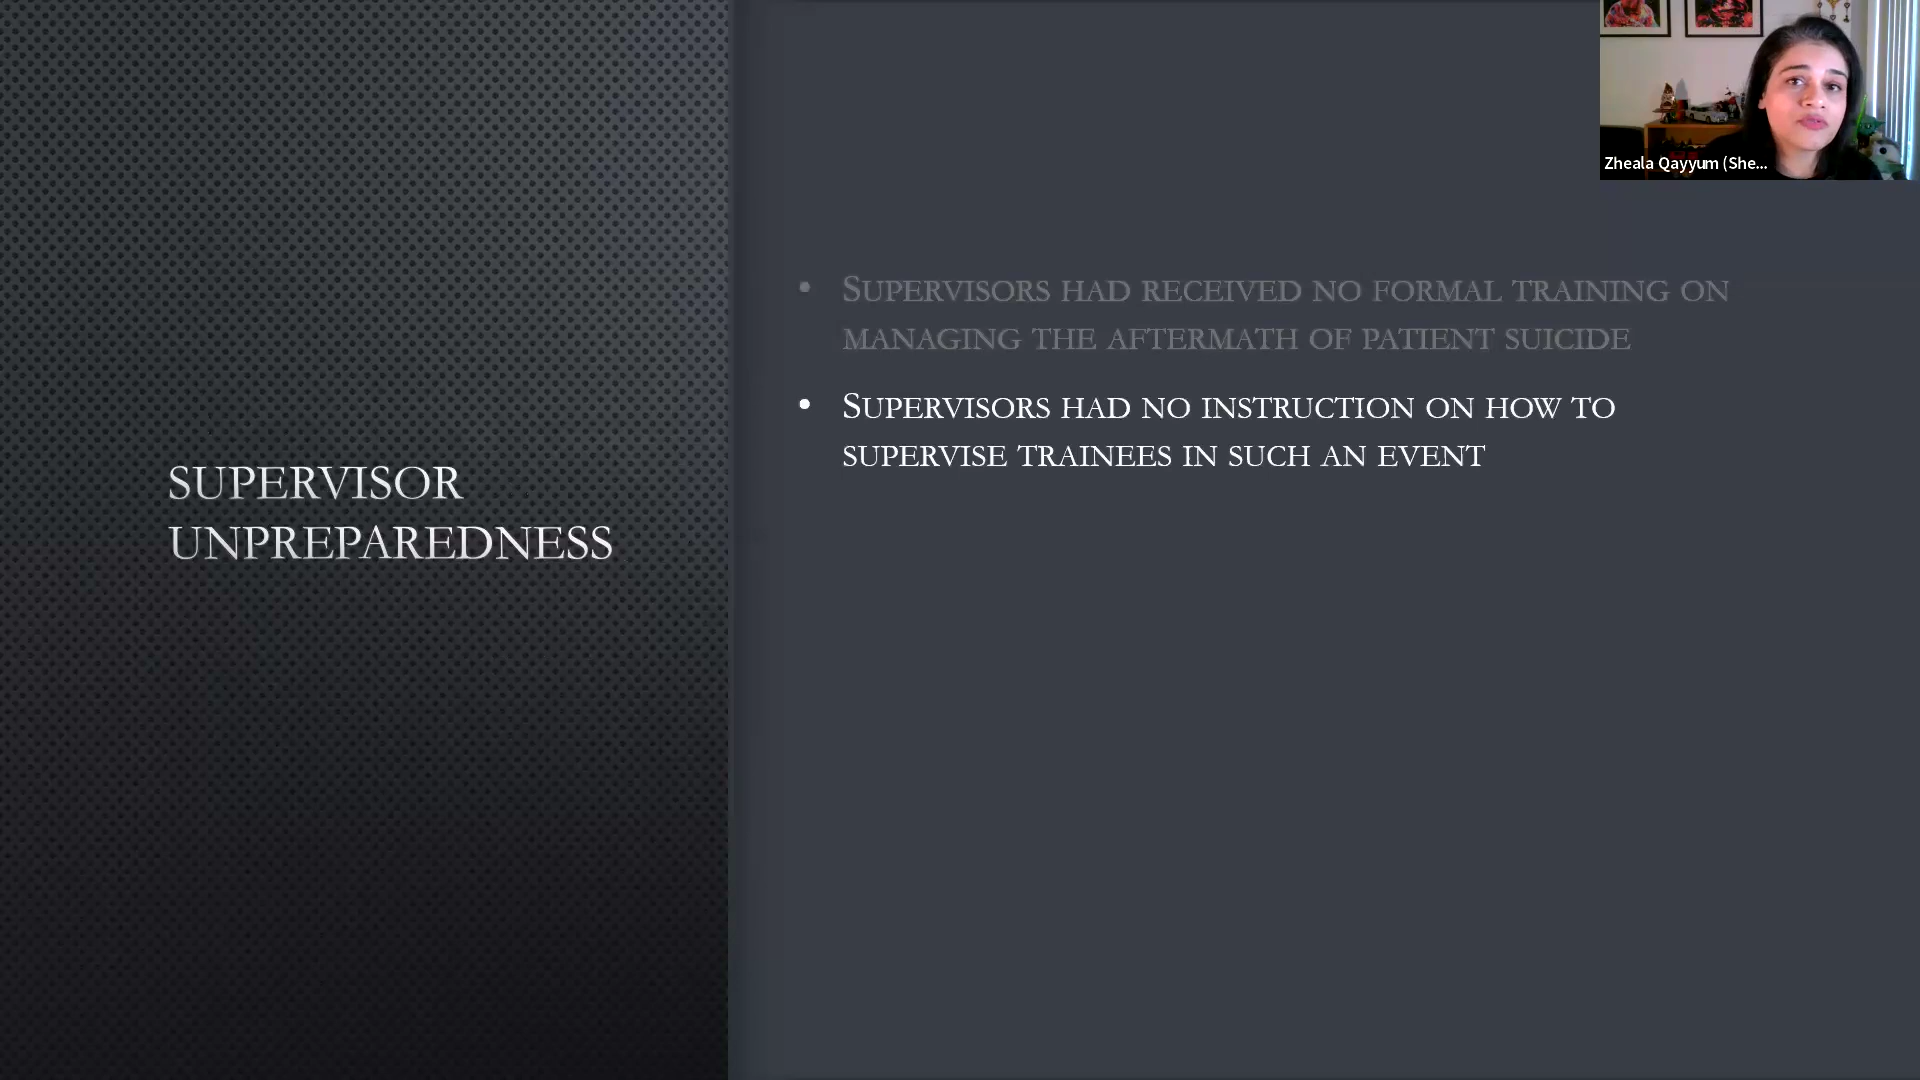 Zheala Qayyum (She...
SUPERVISOR
UNPREPAREDNESS
• SUPERVISORS HAD RECEIVED NO FORMAL TRAINING ON
MANAGING THE AFTERMATH OF PATIENT SUICIDE
• SUPERVISORS HAD NO INSTRUCTION ON HOW TO
SUPERVISE TRAINEES IN SUCH AN EVENT